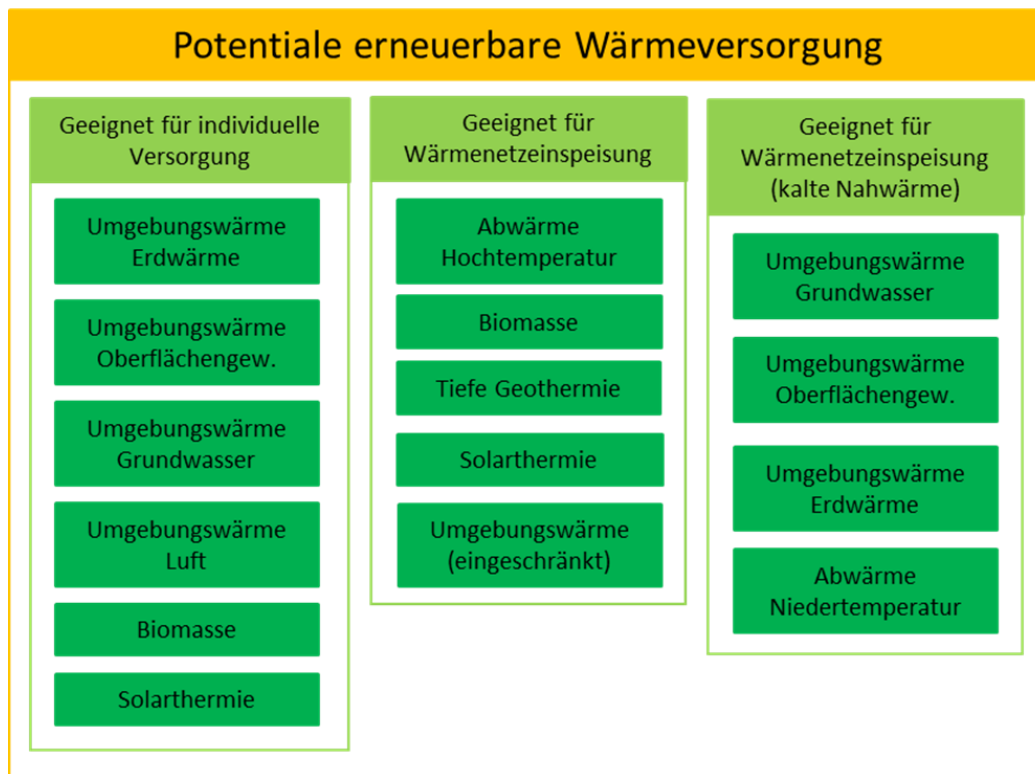 Potentiale erneuerbare Wärmeversorgung
Geeignet für individuelle
Versorgung
Umgebungswärme
Erdwärme
Umgebungswärme
Oberflächengew.
Umgebungswärme
Grundwasser
Umgebungswärme
Luft
Biomasse
Solarthermie
Geeignet für
Wärmenetzeinspeisung
Abwärme
Hochtemperatur
Biomasse
Tiefe Geothermie
Solarthermie
Umgebungswärme
(eingeschränkt)
Geeignet für
Wärmenetzeinspeisung
(kalte Nahwärme)
Umgebungswärme
Grundwasser
Umgebungswärme
Oberflächengew.
Umgebungswärme
Erdwärme
Abwärme
Niedertemperatur